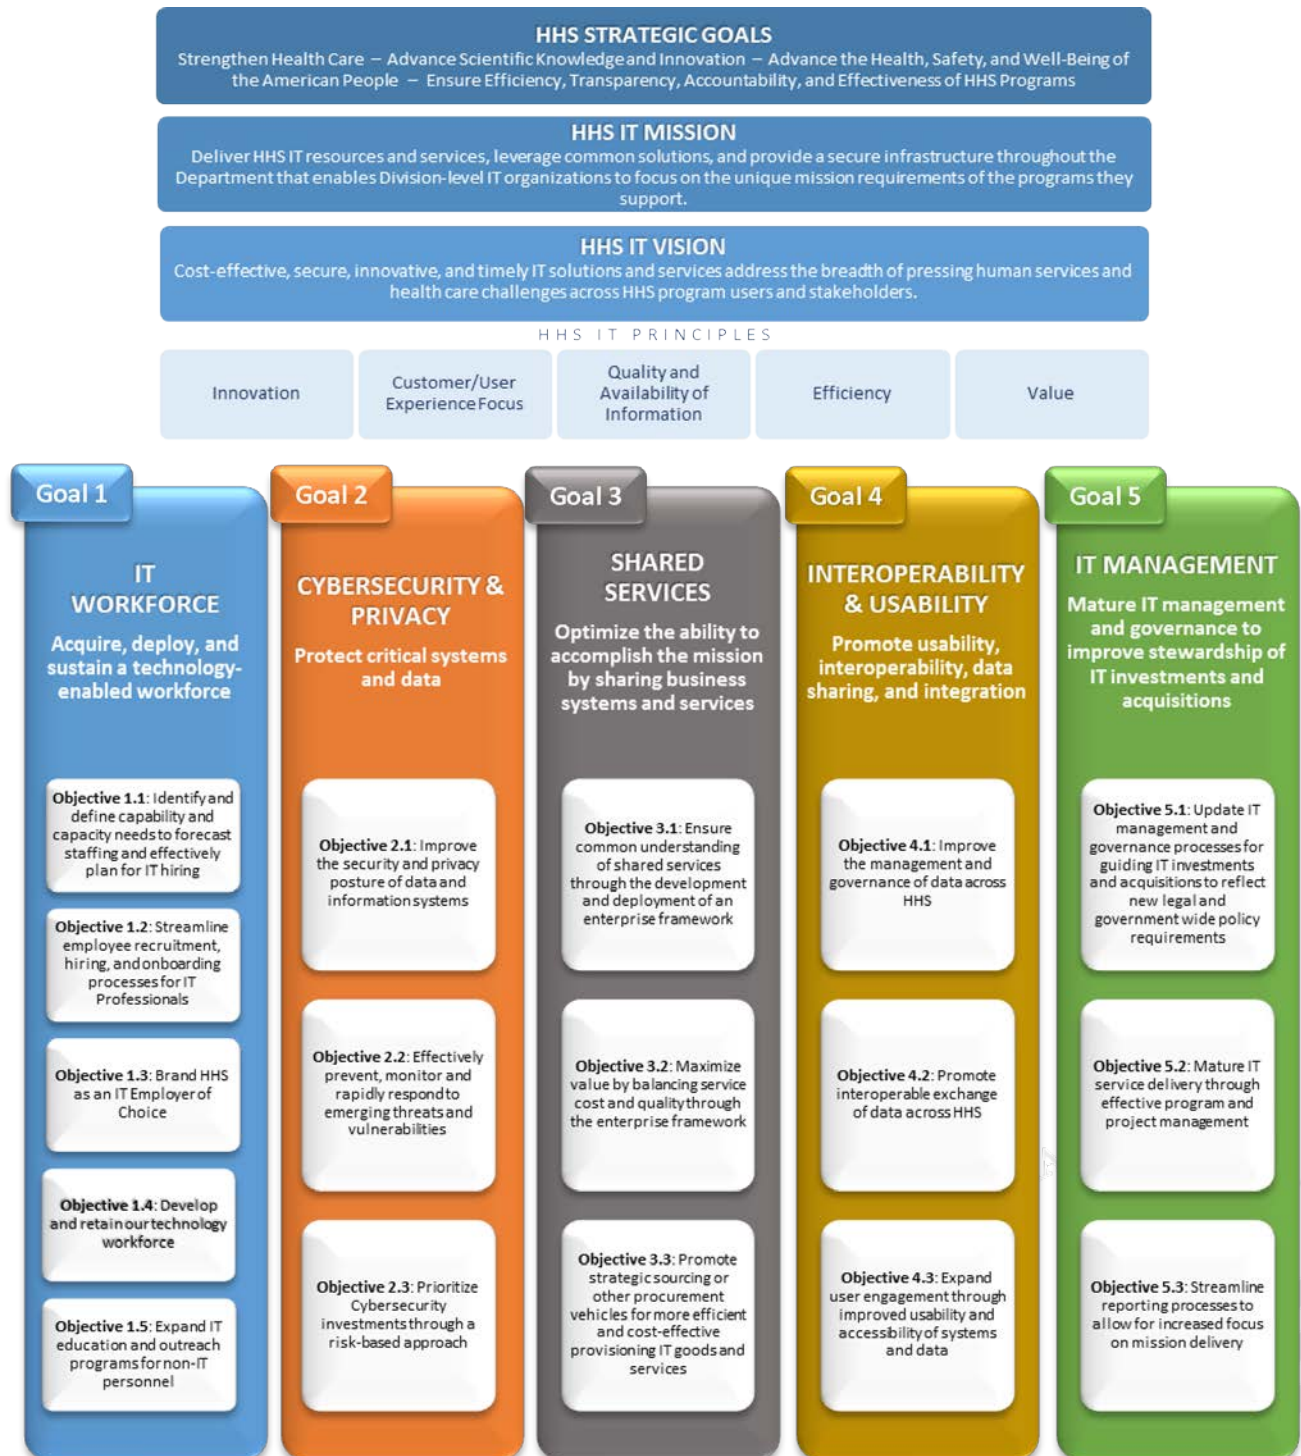 HHS STRATEGIC GOALS
Strengthen Health Care – Advance Scientific Knowledge and Innovation – Advance the Health, Safety, and Well-Being of
the American People – Ensure Efficiency, Transparency, Accountability, and Effectiveness of HHS Programs
HHS IT MISSION
Deliver HHS IT resources and services, leverage common solutions, and provide a secure infrastructure throughout the
Department that enables Division-level IT organizations to focus on the unique mission requirements of the programs they
support.
HHS IT VISION
Cost-effective, secure, innovative, and timely IT solutions and services address the breadth of pressing human services and
health care challenges across HHS program users and stakeholders.
HHS IT PRINCIPLES
Innovation
Customer/User
Experience Focus
Quality and
Availability of
Information
Efficiency
Value
Goal 1
IT
WORKFORCE
Acquire, deploy, and
sustain a technology-
enabled workforce
Objective 1.1: Identify and
define capability and
capacity needs to forecast
staffing and effectively
plan for IT hiring
Objective 1.2: Streamline
employee recruitment,
hiring, and onboarding
processes for IT
Professionals
Objective 1.3: Brand HHS
as an IT Employer of
Choice
Objective 1.4: Develop
and retain our technology
workforce
Objective 1.5: Expand IT
education and outreach
programs for non-IT
personnel
Goal 2
CYBERSECURITY &
PRIVACY
Protect critical systems
and data
Objective 2.1: Improve
the security and privacy
posture of data and
information systems
Objective 2.2: Effectively
prevent, monitor and
rapidly respond to
emerging threats and
vulnerabilities
Objective 2.3: Prioritize
Cybersecurity
investments through a
risk-based approach
Goal 3
SHARED
SERVICES
Optimize the ability to
accomplish the mission
by sharing business
systems and services
Objective 3.1: Ensure
common understanding
of shared services
through the development
and deployment of an
enterprise framework
Objective 3.2: Maximize
value by balancing service
cost and quality through
the enterprise framework
Objective 3.3: Promote
strategic sourcing or
other procurement
vehicles for more efficient
and cost-effective
provisioning IT goods and
services
Goal 4
INTEROPERABILITY
& USABILITY
Promote usability,
interoperability, data
sharing, and integration
Objective 4.1: Improve
the management and
governance of data across
HHS
Objective 4.2: Promote
interoperable exchange
of data across HHS
Objective 4.3: Expand
user engagement through
improved usability and
accessibility of systems
and data
Goal 5
IT MANAGEMENT
Mature IT management
and governance to
improve stewardship of
IT investments and
acquisitions
Objective 5.1: Update IT
management and
governance processes for
guiding IT investments
and acquisitions to reflect
new legal and
government wide policy
requirements
Objective 5.2: Mature IT
service delivery through
effective program and
project management
Objective 5.3: Streamline
reporting processes to
allow for increased focus
on mission delivery